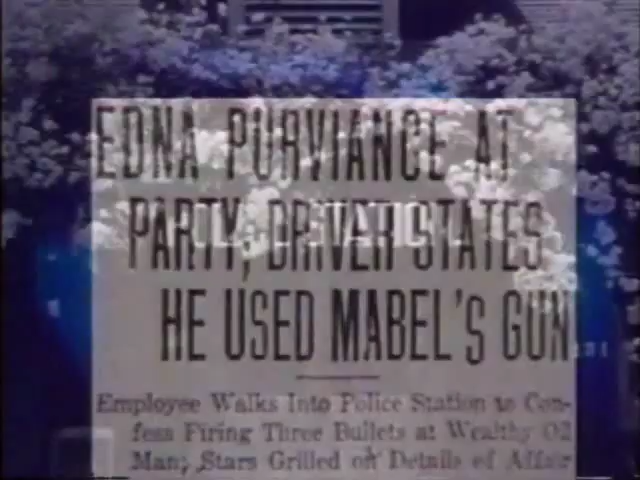 EDNA PURVIANCE AT
PARTY, DRIVER STATES
HE USED MABEL'S GUN
Employee Walks Into Police Station to Con-
fess Firing Three Bullets at Wealthy Oil
Man; Stars Grilled on Details of Affair